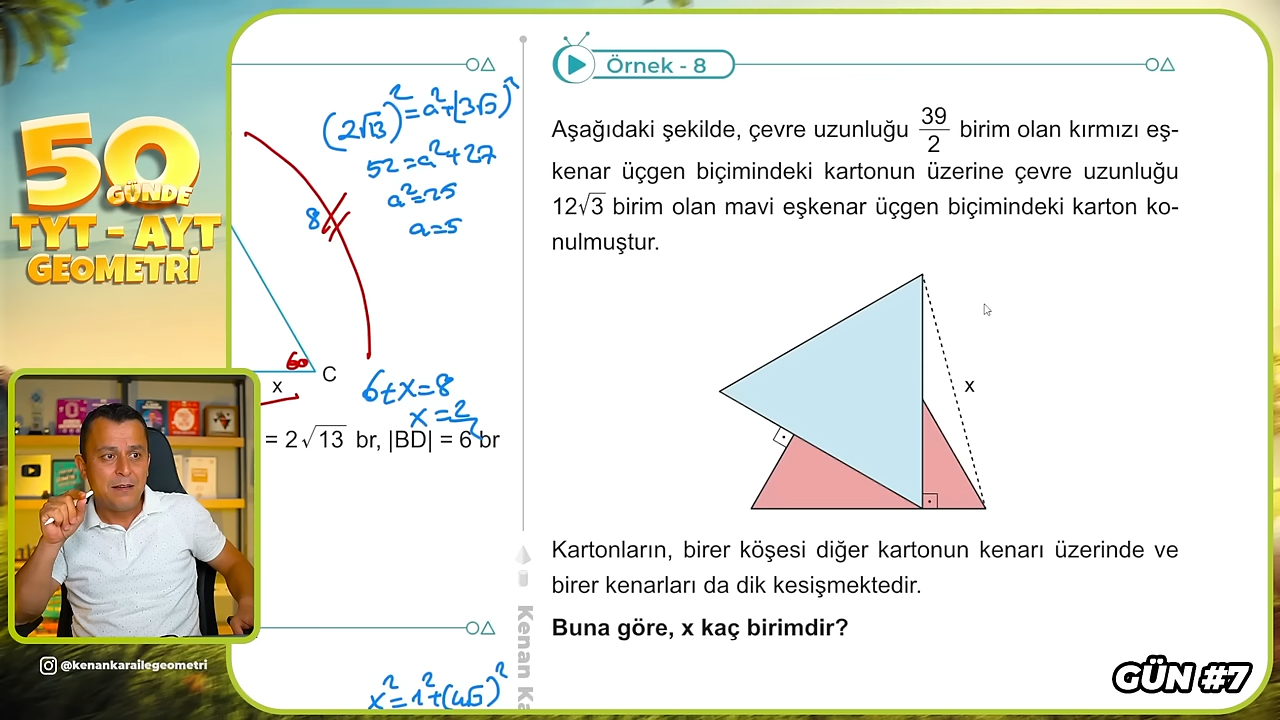 50
GÜNDE
TYT - AYT
GEOMETRİ
(2√13)² = a² + (3√3)²
52 = a² + 27
a² = 25
a = 5
8
60
C
x
6 + x = 8
x = 2
= 2√13 br, |BD| = 6 br
x² = 1² + (4√3)²
Örnek - 8
Aşağıdaki şekilde, çevre uzunluğu 39/2 birim olan kırmızı eş-
kenar üçgen biçimindeki kartonun üzerine çevre uzunluğu
12√3 birim olan mavi eşkenar üçgen biçimindeki karton ko-
nulmuştur.
x
Kartonların, birer köşesi diğer kartonun kenarı üzerinde ve
birer kenarları da dik kesişmektedir.
Buna göre, x kaç birimdir?
Kenan Ka
@kenankarailegeometri
GÜN #7